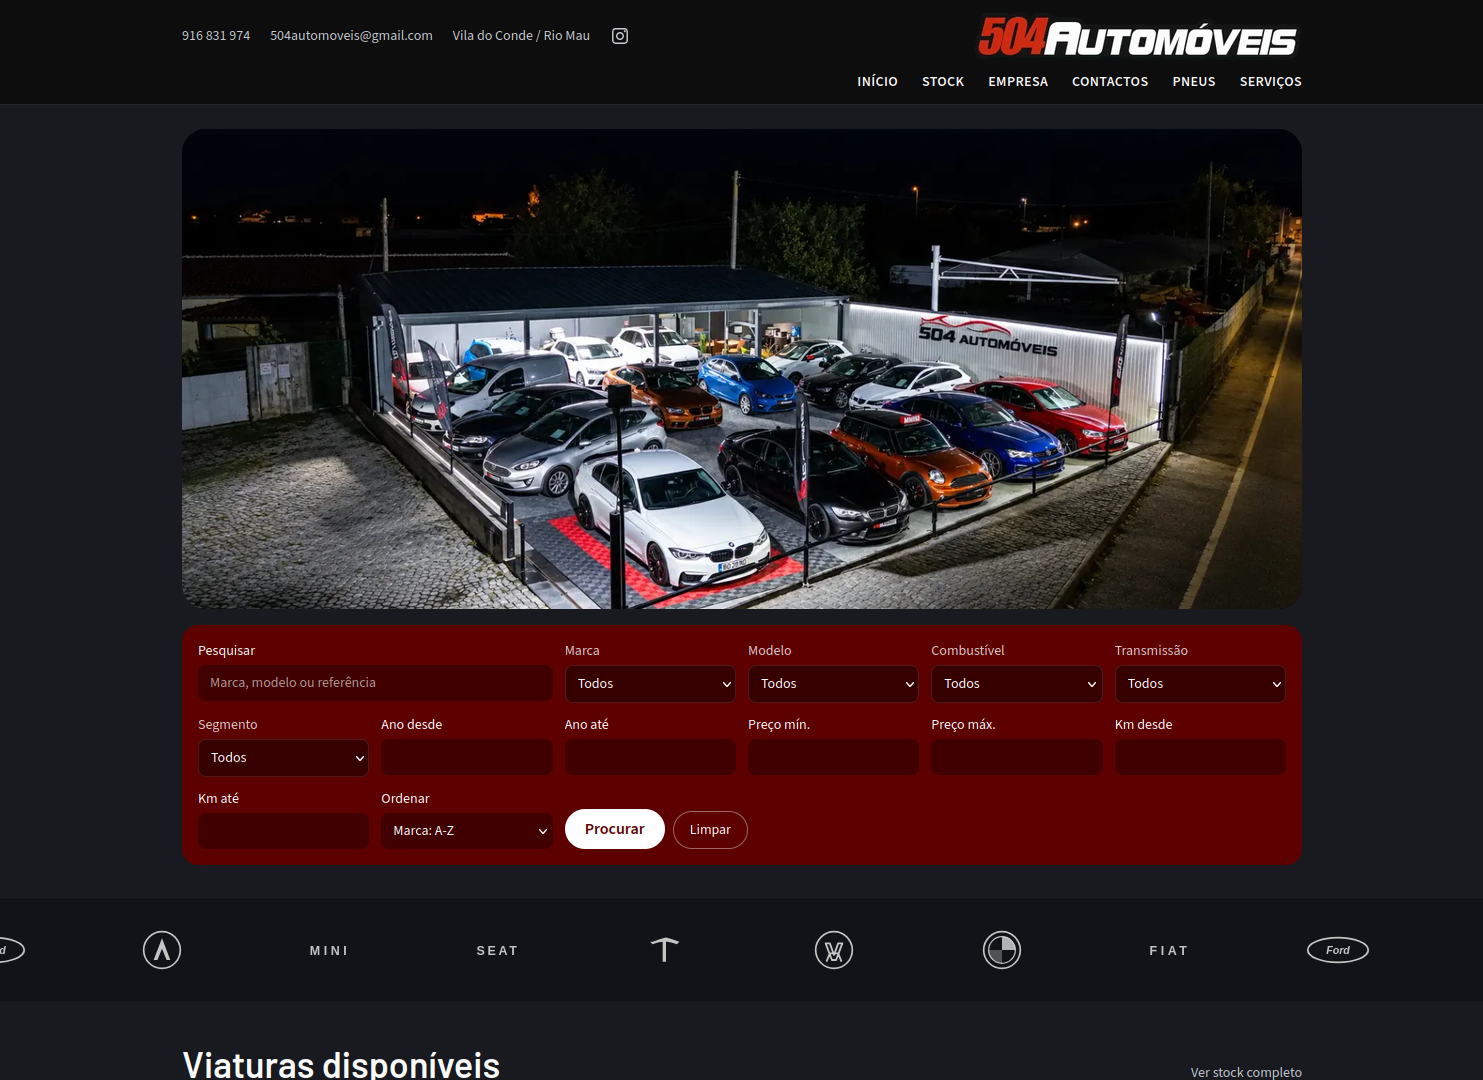 916 831 974
504automoveis@gmail.com
Vila do Conde / Rio Mau
504AUTOMÓVEIS
INÍCIO
STOCK
EMPRESA
CONTACTOS
PNEUS
SERVIÇOS
504 AUTOMÓVEIS
Pesquisar
Marca
Modelo
Combustível
Transmissão
Marca, modelo ou referência
Todos
Todos
Todos
Todos
Segmento
Ano desde
Ano até
Preço mín.
Preço máx.
Km desde
Todos
Km até
Ordenar
Marca: A-Z
Procurar
Limpar
MINI
SEAT
FIAT
Ford
Viaturas disponíveis
Ver stock completo